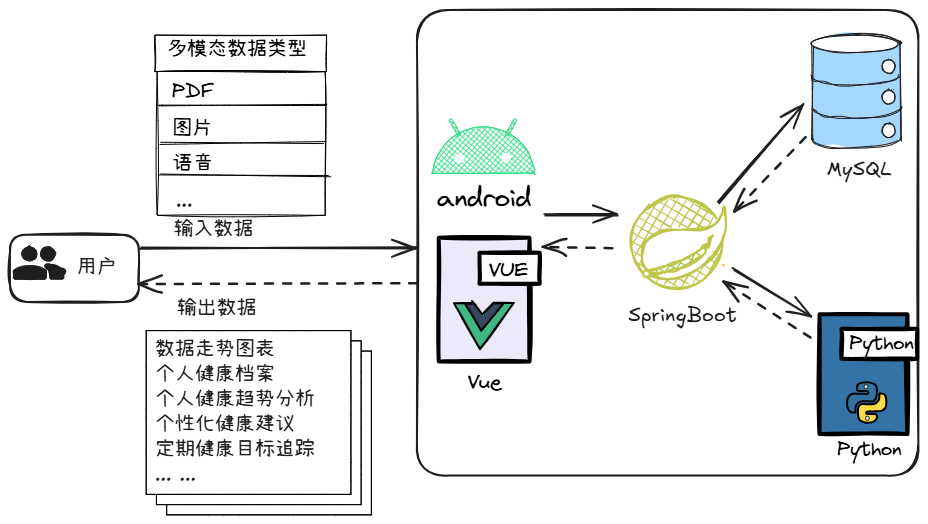 多模态数据类型
PDF
图片
语音
...
输入数据
用户
输出数据
数据走势图表
个人健康档案
个人健康趋势分析
个性化健康建议
定期健康目标追踪
... ...
android
VUE
Vue
SpringBoot
MySQL
Python
Python